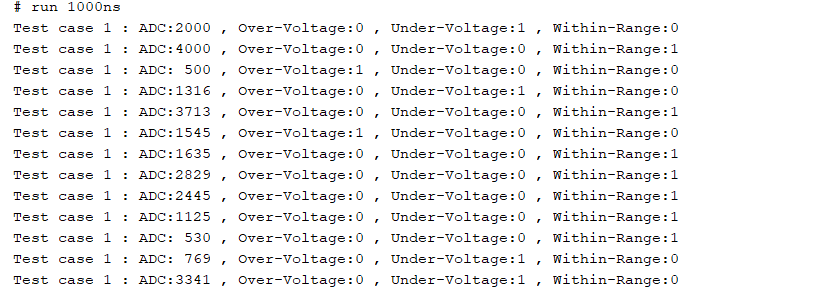 # run 1000ns
Test case 1 : ADC:2000 , Over-Voltage:0 , Under-Voltage:1 , Within-Range:0
Test case 1 : ADC:4000 , Over-Voltage:0 , Under-Voltage:0 , Within-Range:1
Test case 1 : ADC: 500 , Over-Voltage:1 , Under-Voltage:0 , Within-Range:0
Test case 1 : ADC:1316 , Over-Voltage:0 , Under-Voltage:1 , Within-Range:0
Test case 1 : ADC:3713 , Over-Voltage:0 , Under-Voltage:0 , Within-Range:1
Test case 1 : ADC:1545 , Over-Voltage:1 , Under-Voltage:0 , Within-Range:0
Test case 1 : ADC:1635 , Over-Voltage:0 , Under-Voltage:0 , Within-Range:1
Test case 1 : ADC:2829 , Over-Voltage:0 , Under-Voltage:0 , Within-Range:1
Test case 1 : ADC:2445 , Over-Voltage:0 , Under-Voltage:0 , Within-Range:1
Test case 1 : ADC:1125 , Over-Voltage:0 , Under-Voltage:0 , Within-Range:1
Test case 1 : ADC: 530 , Over-Voltage:0 , Under-Voltage:0 , Within-Range:1
Test case 1 : ADC: 769 , Over-Voltage:0 , Under-Voltage:1 , Within-Range:0
Test case 1 : ADC:3341 , Over-Voltage:0 , Under-Voltage:1 , Within-Range:0